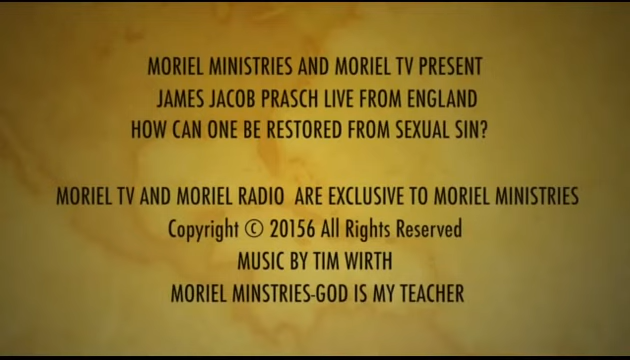 MORIEL MINISTRIES AND MORIEL TV PRESENT
JAMES JACOB PRASCH LIVE FROM ENGLAND
HOW CAN ONE BE RESTORED FROM SEXUAL SIN?
MORIEL TV AND MORIEL RADIO ARE EXCLUSIVE TO MORIEL MINISTRIES
Copyright © 20156 All Rights Reserved
MUSIC BY TIM WIRTH
MORIEL MINSTRIES-GOD IS MY TEACHER